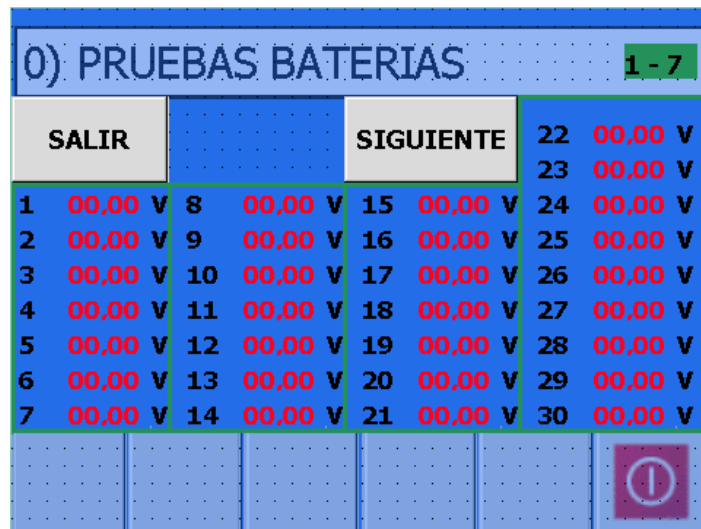 0) PRUEBAS BATERIAS 1 - 7
SALIR SIGUIENTE 22 00,00 V
23 00,00 V
1 00,00 V 8 00,00 V 15 00,00 V 24 00,00 V
2 00,00 V 9 00,00 V 16 00,00 V 25 00,00 V
3 00,00 V 10 00,00 V 17 00,00 V 26 00,00 V
4 00,00 V 11 00,00 V 18 00,00 V 27 00,00 V
5 00,00 V 12 00,00 V 19 00,00 V 28 00,00 V
6 00,00 V 13 00,00 V 20 00,00 V 29 00,00 V
7 00,00 V 14 00,00 V 21 00,00 V 30 00,00 V